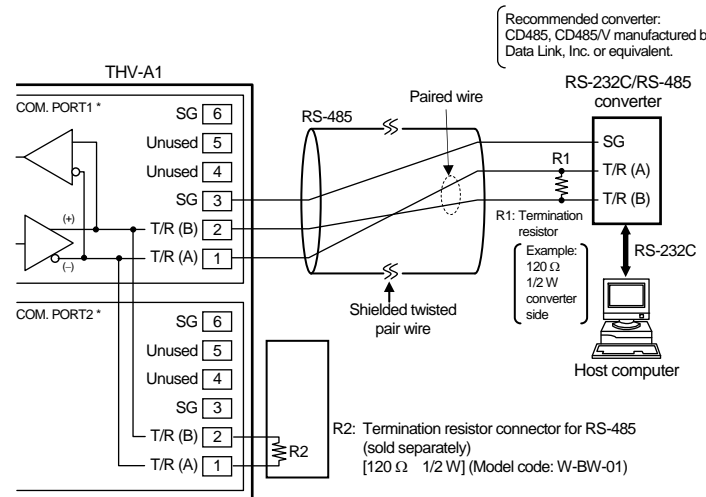 Recommended converter:
CD485, CD485/V manufactured
Data Link, Inc. or equivalent.
THV-A1
RS-232C/RS-485
converter
COM. PORT1 *
SG 6
Unused 5
Unused 4
SG 3
T/R (B) 2
T/R (A) 1
(+)
(−)
RS-485
Paired wire
SG
R1
T/R (A)
T/R (B)
R1: Termination
resistor
Example:
120 Ω
1/2 W
converter
side
RS-232C
Shielded twisted
pair wire
Host computer
COM. PORT2 *
SG 6
Unused 5
Unused 4
SG 3
T/R (B) 2
T/R (A) 1
R2
R2: Termination resistor connector for RS-485
(sold separately)
[120 Ω 1/2 W] (Model code: W-BW-01)